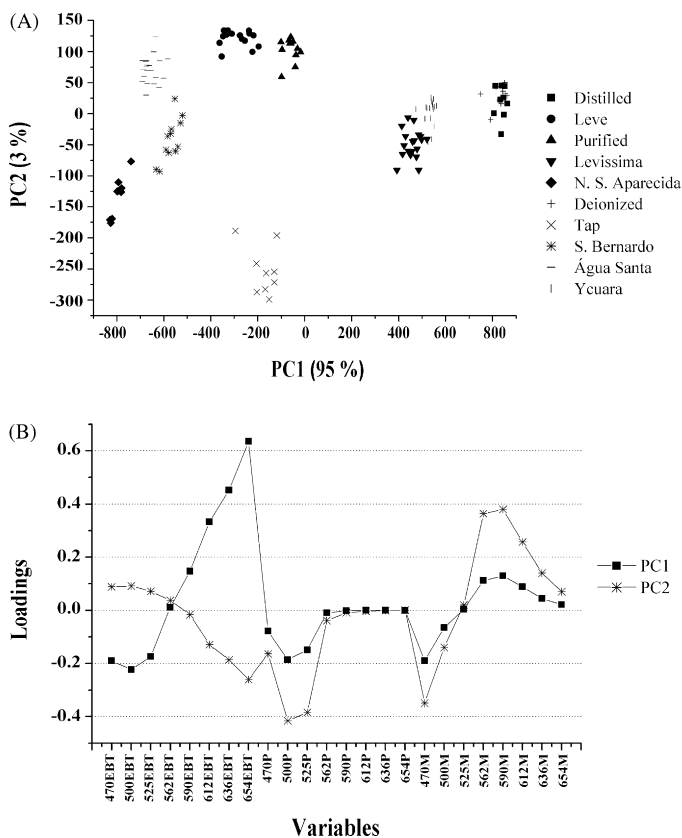 (A)
150
100
50
0
-50
-100
-150
-200
-250
-300
PC2 (3 %)
-800
-600
-400
-200
0
200
400
600
800
PC1 (95 %)
Distilled
Leve
Purified
Levissima
N. S. Aparecida
Deionized
Tap
S. Bernardo
Água Santa
Ycuara
(B)
0.6
0.4
0.2
0.0
-0.2
-0.4
Loadings
PC1
PC2
470EBT
500EBT
525EBT
562EBT
590EBT
612EBT
636EBT
654EBT
470P
500P
525P
562P
590P
612P
636P
654P
470M
500M
525M
562M
590M
612M
636M
654M
Variables